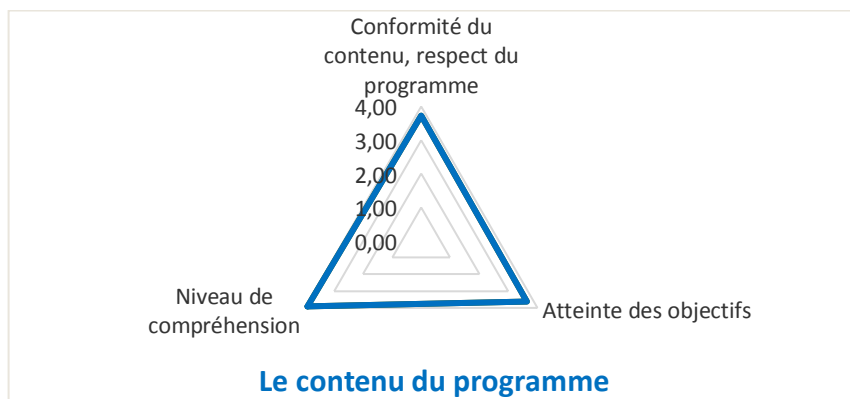 Conformité du
contenu, respect du
programme
4,00
3,00
2,00
1,00
0,00
Niveau de
compréhension
Atteinte des objectifs
Le contenu du programme